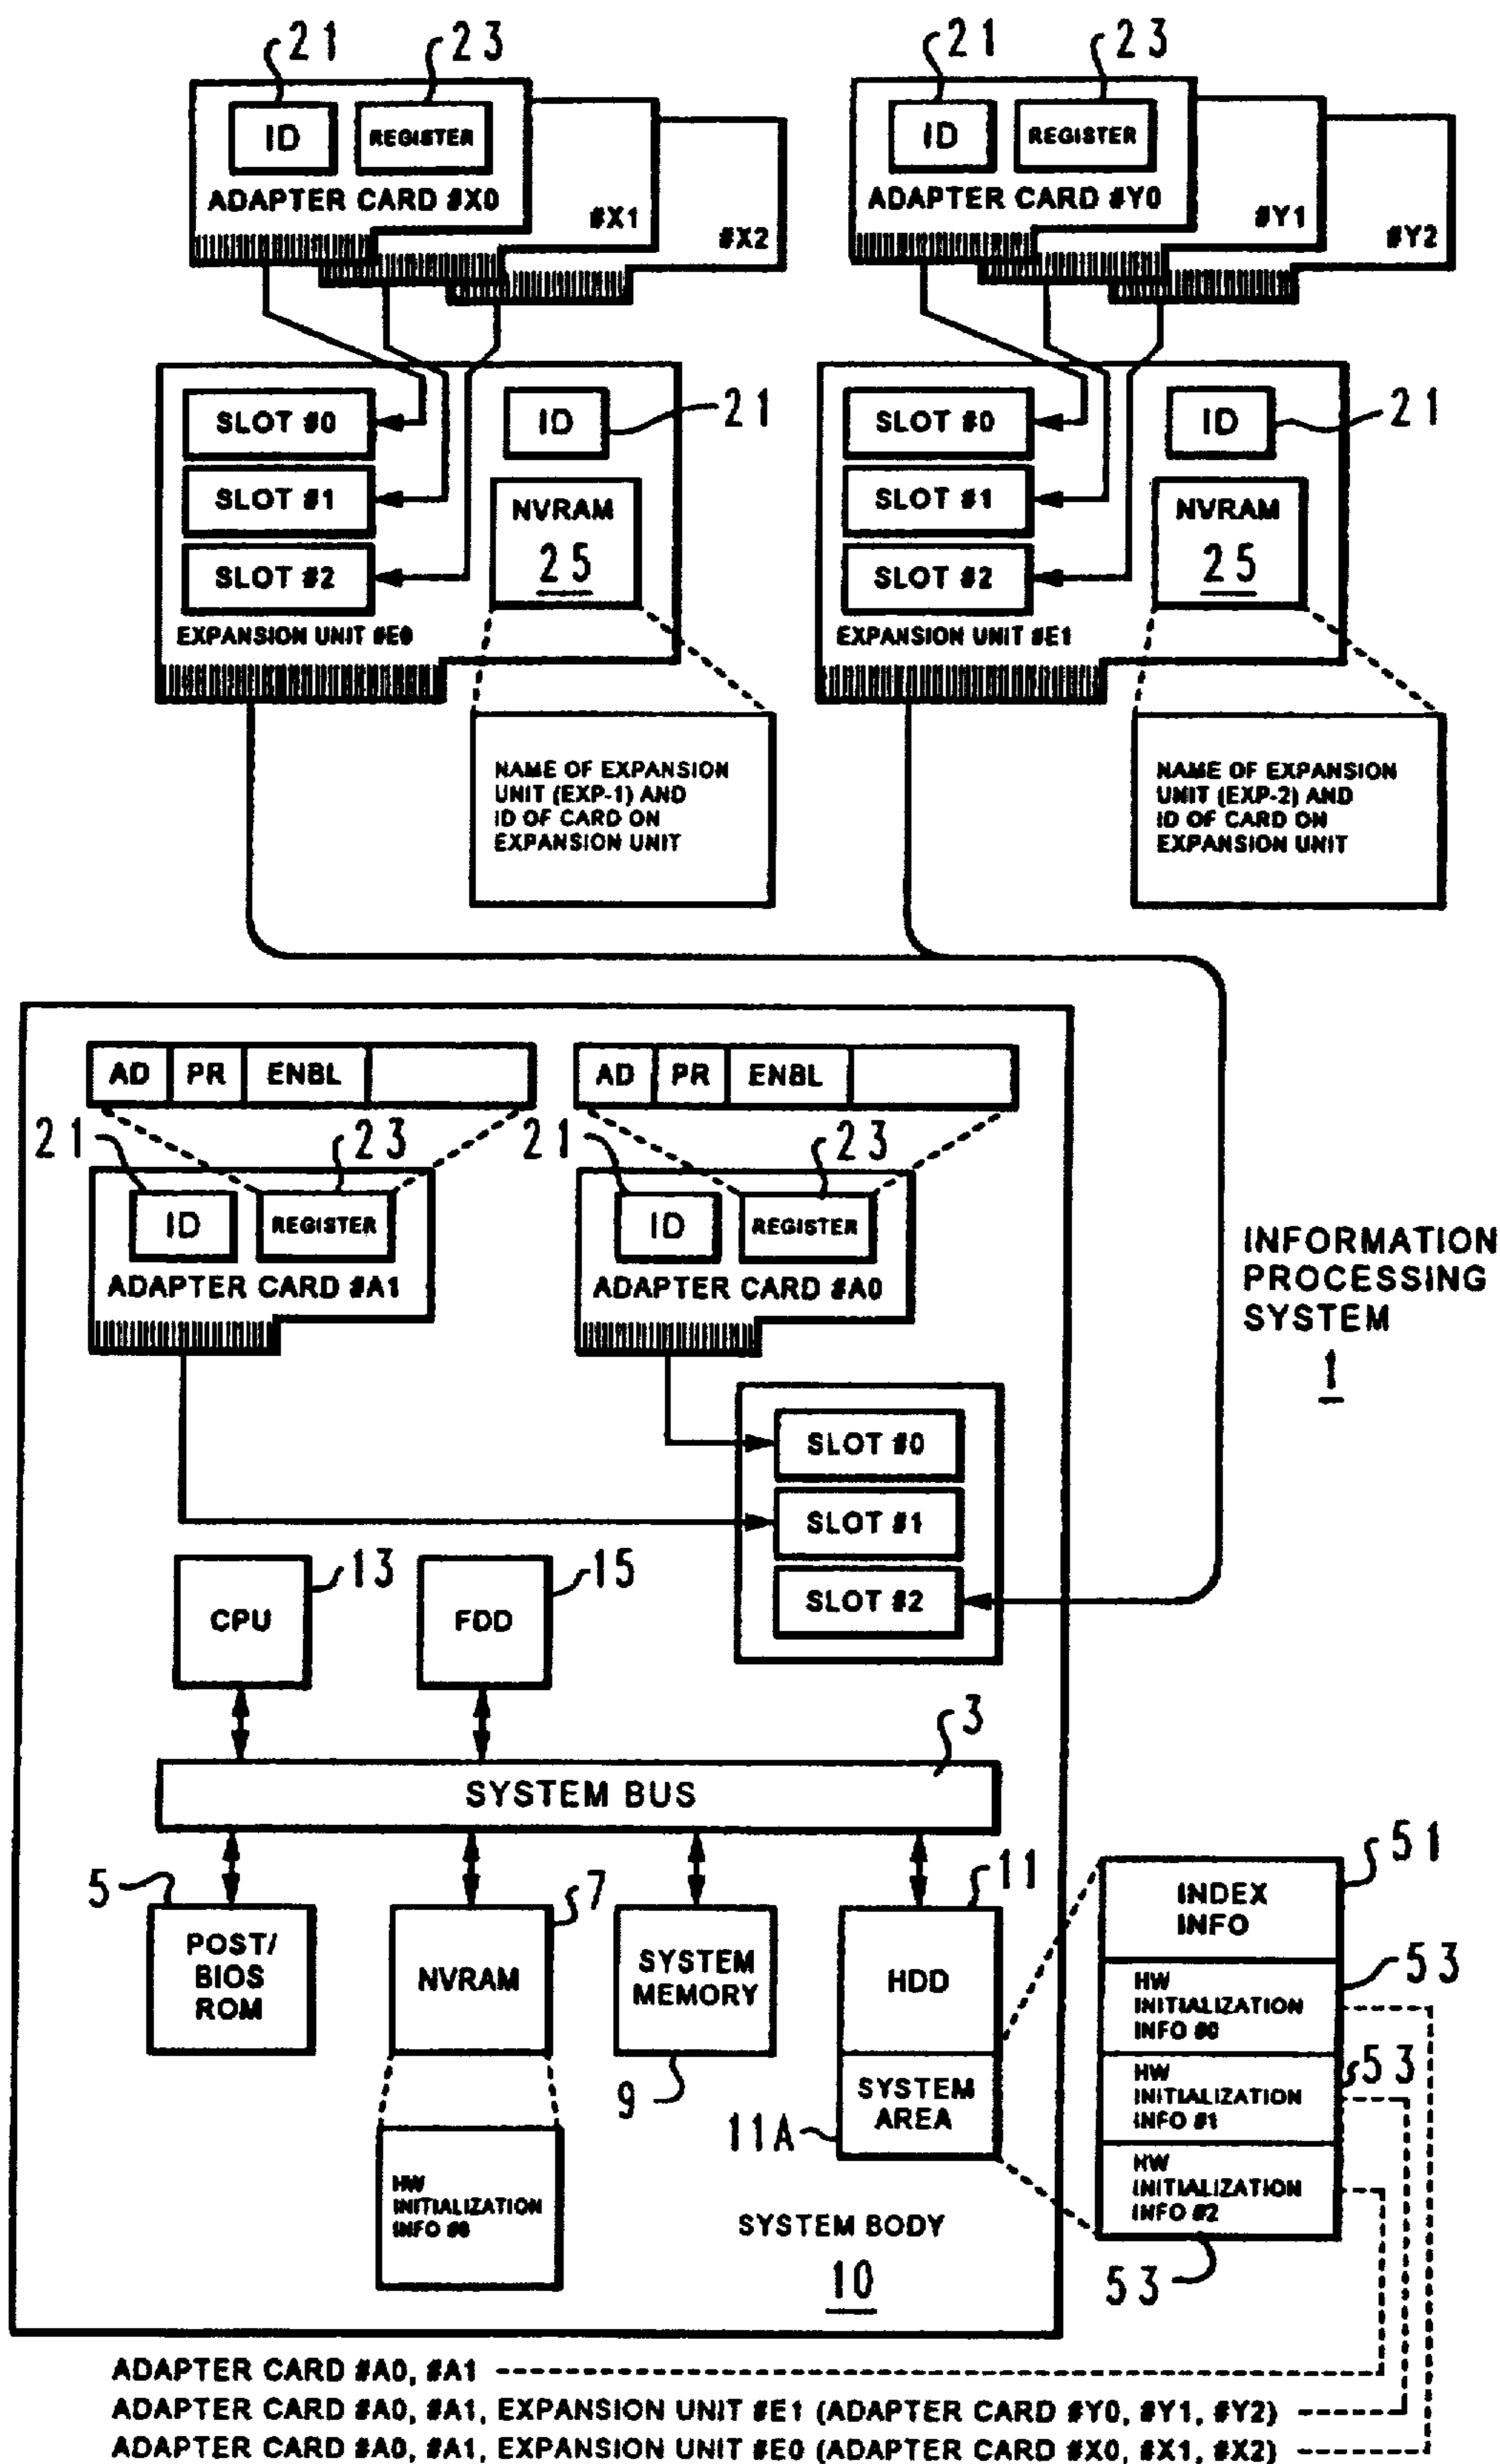 21 23 21 23
ID REGISTER ID REGISTER
ADAPTER CARD #X0 ADAPTER CARD #Y0
#X1 #Y1
#X2 #Y2
SLOT #0 ID 21 SLOT #0 ID 21
SLOT #1 SLOT #1
NVRAM NVRAM
25 25
SLOT #2 SLOT #2
EXPANSION UNIT #E0 EXPANSION UNIT #E1
NAME OF EXPANSION
UNIT (EXP-1) AND
ID OF CARD ON
EXPANSION UNIT
NAME OF EXPANSION
UNIT (EXP-2) AND
ID OF CARD ON
EXPANSION UNIT
AD PR ENBL AD PR ENBL
21 23 21 23
ID REGISTER ID REGISTER
ADAPTER CARD #A1 ADAPTER CARD #A0
INFORMATION
PROCESSING
SYSTEM
1
SLOT #0
SLOT #1
SLOT #2
13 15
CPU FDD
3
SYSTEM BUS
5 7 11 51
INDEX
INFO
POST/
BIOS
ROM
NVRAM
SYSTEM
MEMORY
HDD
53
HW
INITIALIZATION
INFO #0
53
HW
INITIALIZATION
INFO #1
9
SYSTEM
AREA
11A
HW
INITIALIZATION
INFO #2
53
HW
INITIALIZATION
INFO #0
SYSTEM BODY
10
ADAPTER CARD #A0, #A1
ADAPTER CARD #A0, #A1, EXPANSION UNIT #E1 (ADAPTER CARD #Y0, #Y1, #Y2)
ADAPTER CARD #A0, #A1, EXPANSION UNIT #E0 (ADAPTER CARD #X0, #X1, #X2)